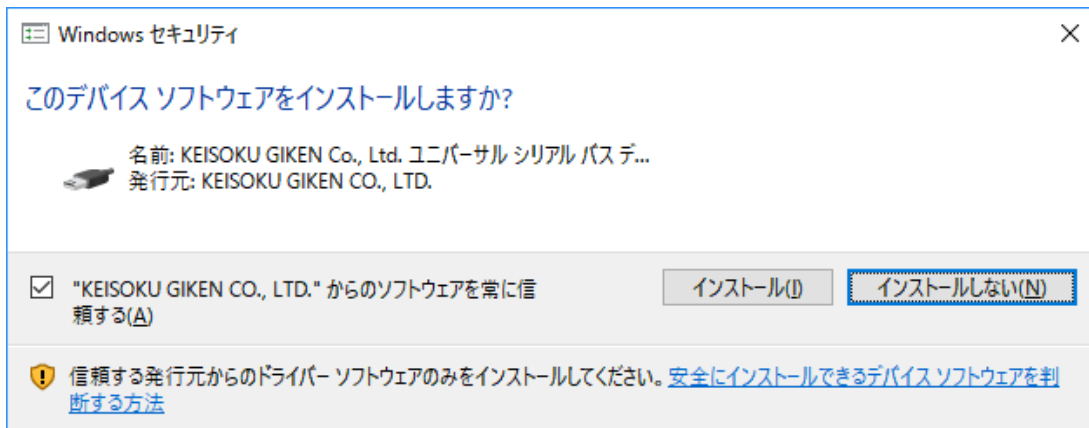 Windows セキュリティ
このデバイス ソフトウェアをインストールしますか?
名前: KEISOKU GIKEN Co., Ltd. ユニバーサル シリアル バス デ...
発行元: KEISOKU GIKEN CO., LTD.
"KEISOKU GIKEN CO., LTD." からのソフトウェアを常に信
頼する(A)
インストール(I)
インストールしない(N)
信頼する発行元からのドライバー ソフトウェアのみをインストールしてください。安全にインストールできるデバイス ソフトウェアを判
断する方法